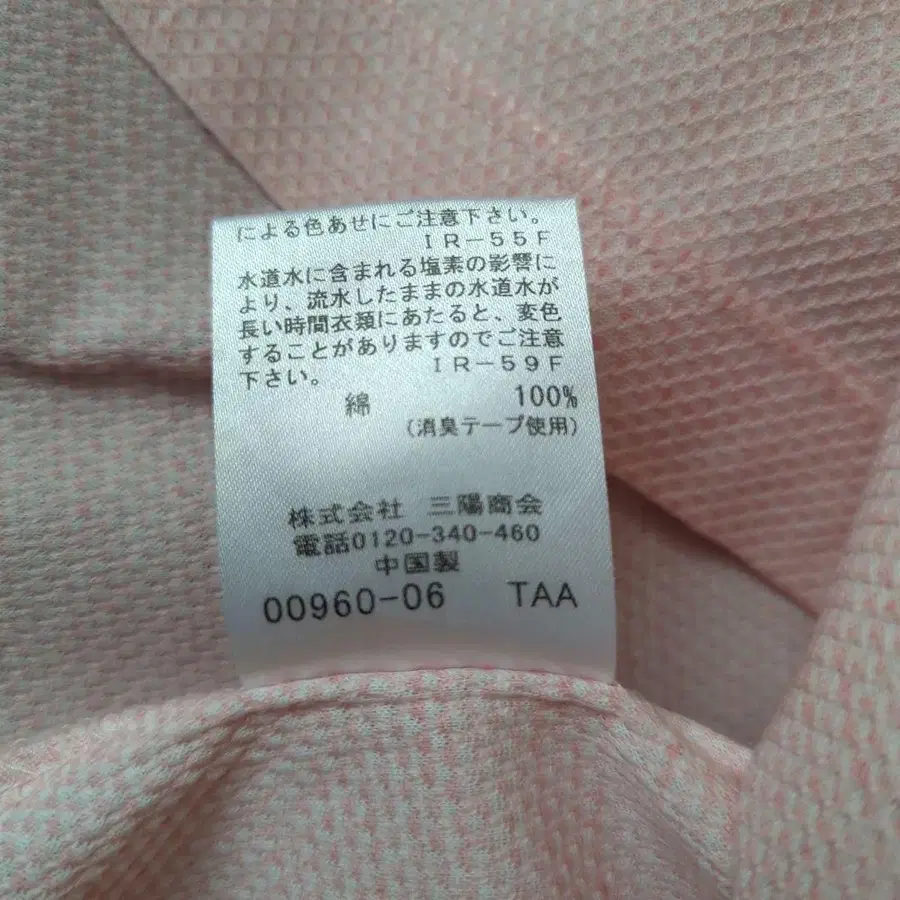 による色あせにご注意下さい。
IR-55F
水道水に含まれる塩素の影響に
より、流水したままの水道水が
長い時間衣類にあたると、変色
することがありますのでご注意
下さい。 IR-59F
綿 100%
(消臭テープ使用)
株式会社 三陽商会
電話0120-340-460
中国製
00960-06 TAA